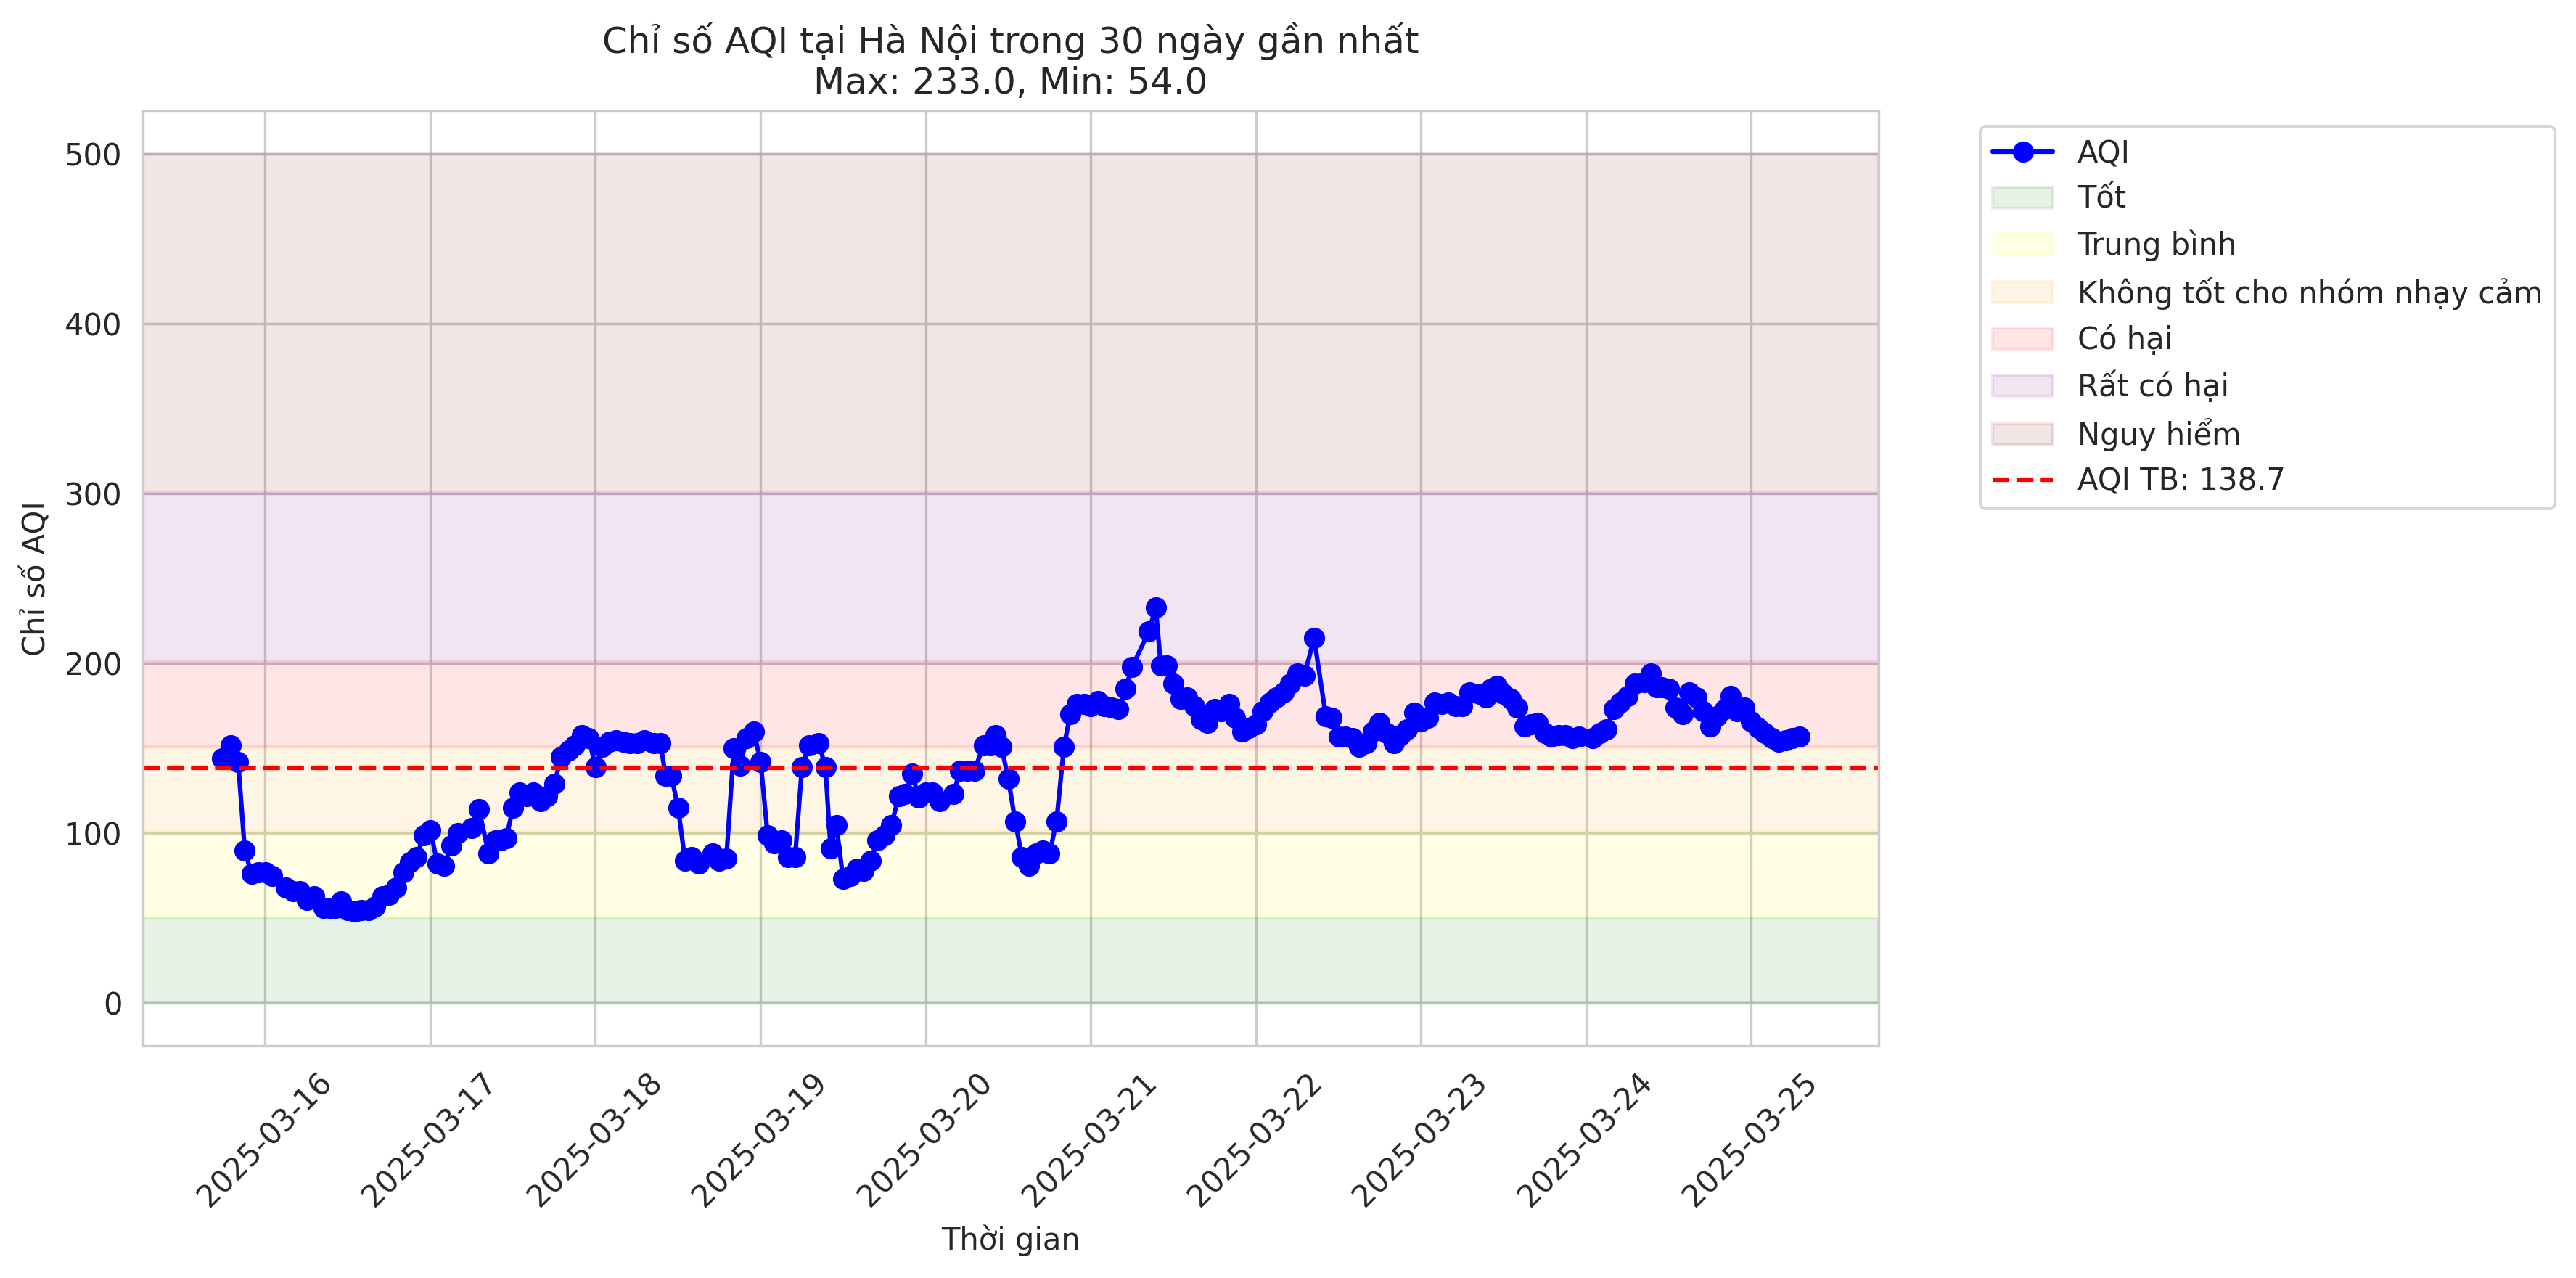 Chỉ số AQI tại Hà Nội trong 30 ngày gần nhất
Max: 233.0, Min: 54.0
Chỉ số AQI
500
400
300
200
100
0
2025-03-16
2025-03-17
2025-03-18
2025-03-19
2025-03-20
2025-03-21
2025-03-22
2025-03-23
2025-03-24
2025-03-25
Thời gian
AQI
Tốt
Trung bình
Không tốt cho nhóm nhạy cảm
Có hại
Rất có hại
Nguy hiểm
AQI TB: 138.7